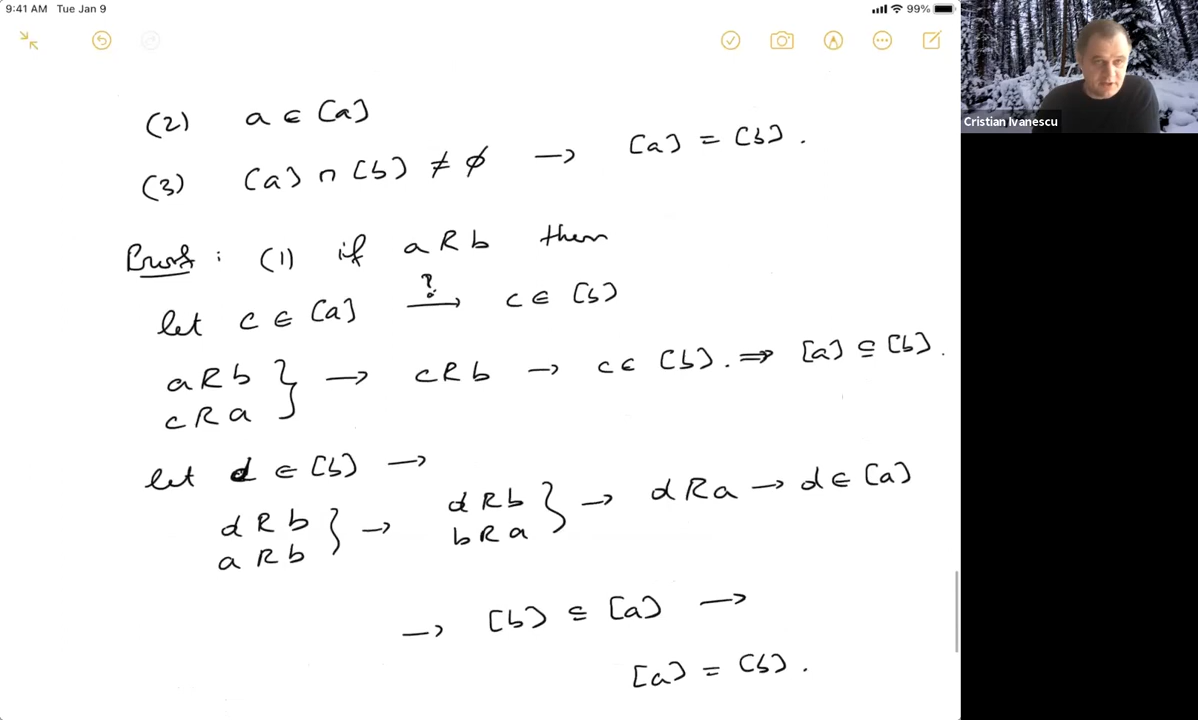 9:41 AM Tue Jan 9
99%
(2) a ∈ [a]
(3) [a] ∩ [b] ≠ ∅ → [a] = [b].
Proof: (1) if aRb then
let c ∈ [a] →? c ∈ [b]
aRb } → cRb → c ∈ [b]. ⇒ [a] ⊆ [b].
cRa
let d ∈ [b] →
dRb } → dRb } → dRa → d ∈ [a]
aRb bRa
→ [b] ⊆ [a] →
[a] = [b].
Cristian Ivanescu